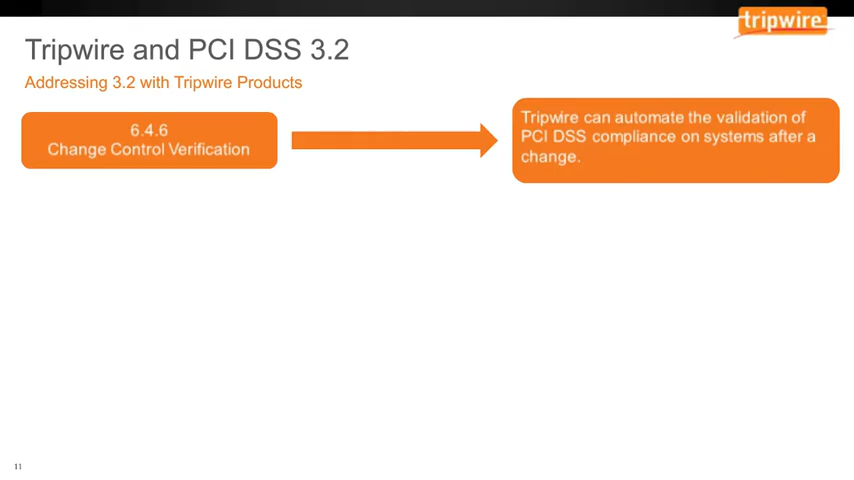 tripwire
Tripwire and PCI DSS 3.2
Addressing 3.2 with Tripwire Products
6.4.6
Change Control Verification
Tripwire can automate the validation of
PCI DSS compliance on systems after a
change.
11